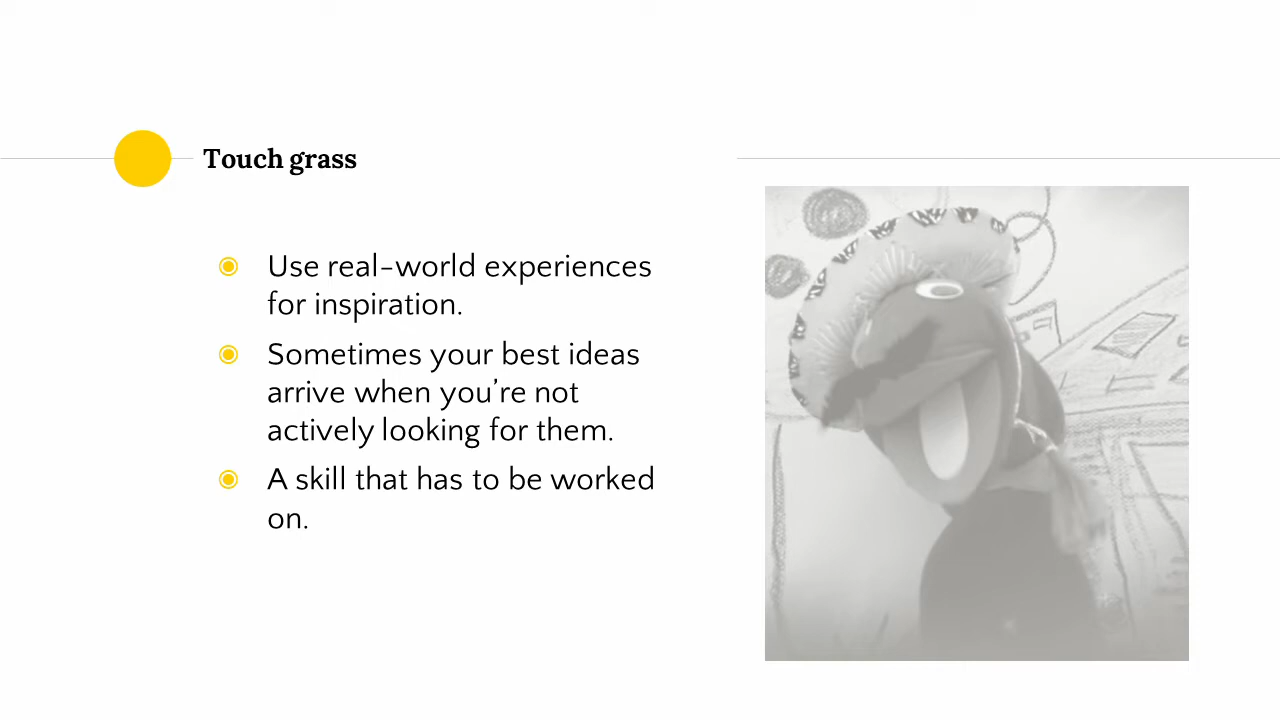 Touch grass
Use real-world experiences
for inspiration.
Sometimes your best ideas
arrive when you’re not
actively looking for them.
A skill that has to be worked
on.